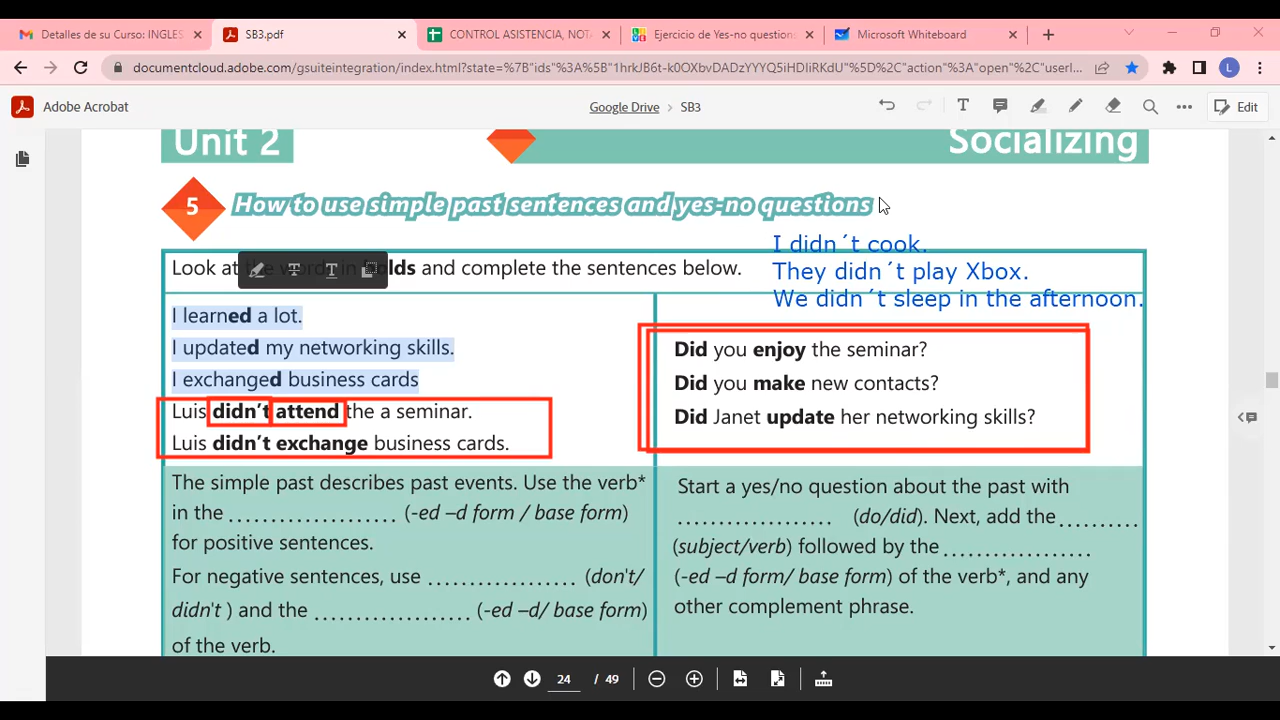 Detalles de su Curso: INGLES
SB3.pdf
CONTROL ASISTENCIA, NOTA
Ejercicio de Yes-no questions
Microsoft Whiteboard
documentcloud.adobe.com/gsuiteintegration/index.html?state=%7B"ids"%3A%5B"1hrkJB6t-k0OXbvDADzYYYQ5iHDIiRKdU"%5D%2C"action"%3A"open"%2C"userI...
Adobe Acrobat
Google Drive
SB3
Edit
Unit 2
Socializing
5 How to use simple past sentences and yes-no questions
I didn´t cook.
They didn´t play Xbox.
We didn´t sleep in the afternoon.
Look at the words in bolds and complete the sentences below.
I learned a lot.
I updated my networking skills.
I exchanged business cards
Luis didn't attend the a seminar.
Luis didn't exchange business cards.
Did you enjoy the seminar?
Did you make new contacts?
Did Janet update her networking skills?
The simple past describes past events. Use the verb*
in the .................... (-ed –d form / base form)
for positive sentences.
For negative sentences, use .................. (don't/
didn't ) and the ................... (-ed –d/ base form)
of the verb.
Start a yes/no question about the past with
.................. (do/did). Next, add the ..........
(subject/verb) followed by the ..................
(-ed –d form/ base form) of the verb*, and any
other complement phrase.
24 / 49